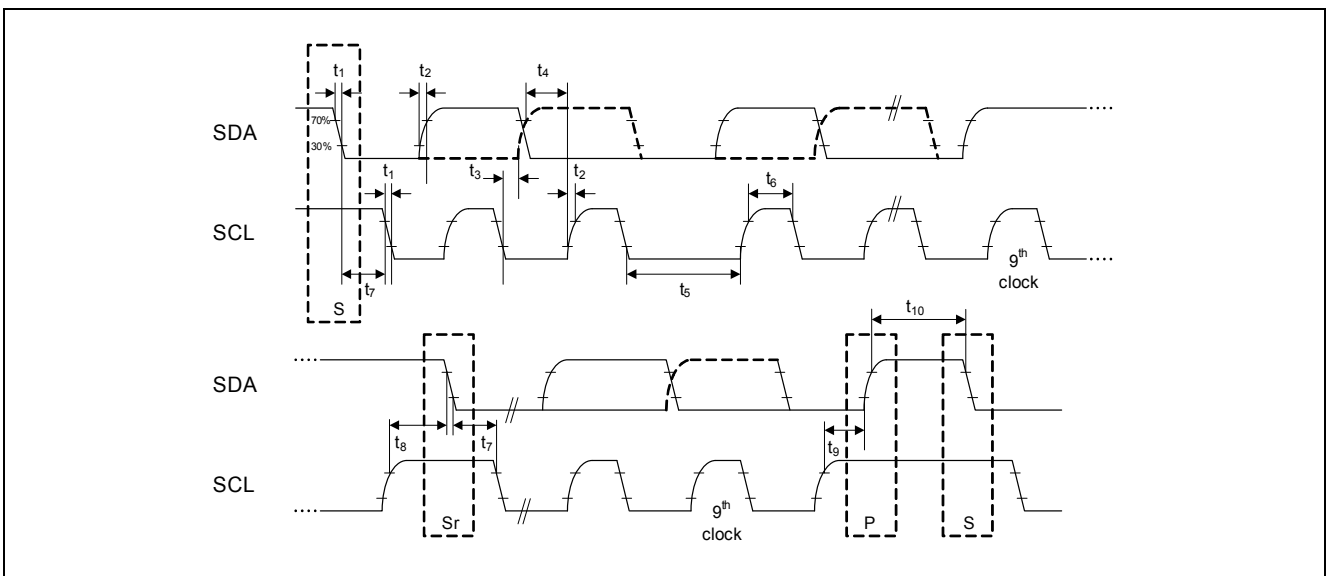 t1 t2 t4
SDA
70%
30%
t1 t3 t2 t6
SCL
9th
clock
t7 t5
S
t10
SDA
t8 t7 t9
SCL
9th
clock
Sr P S